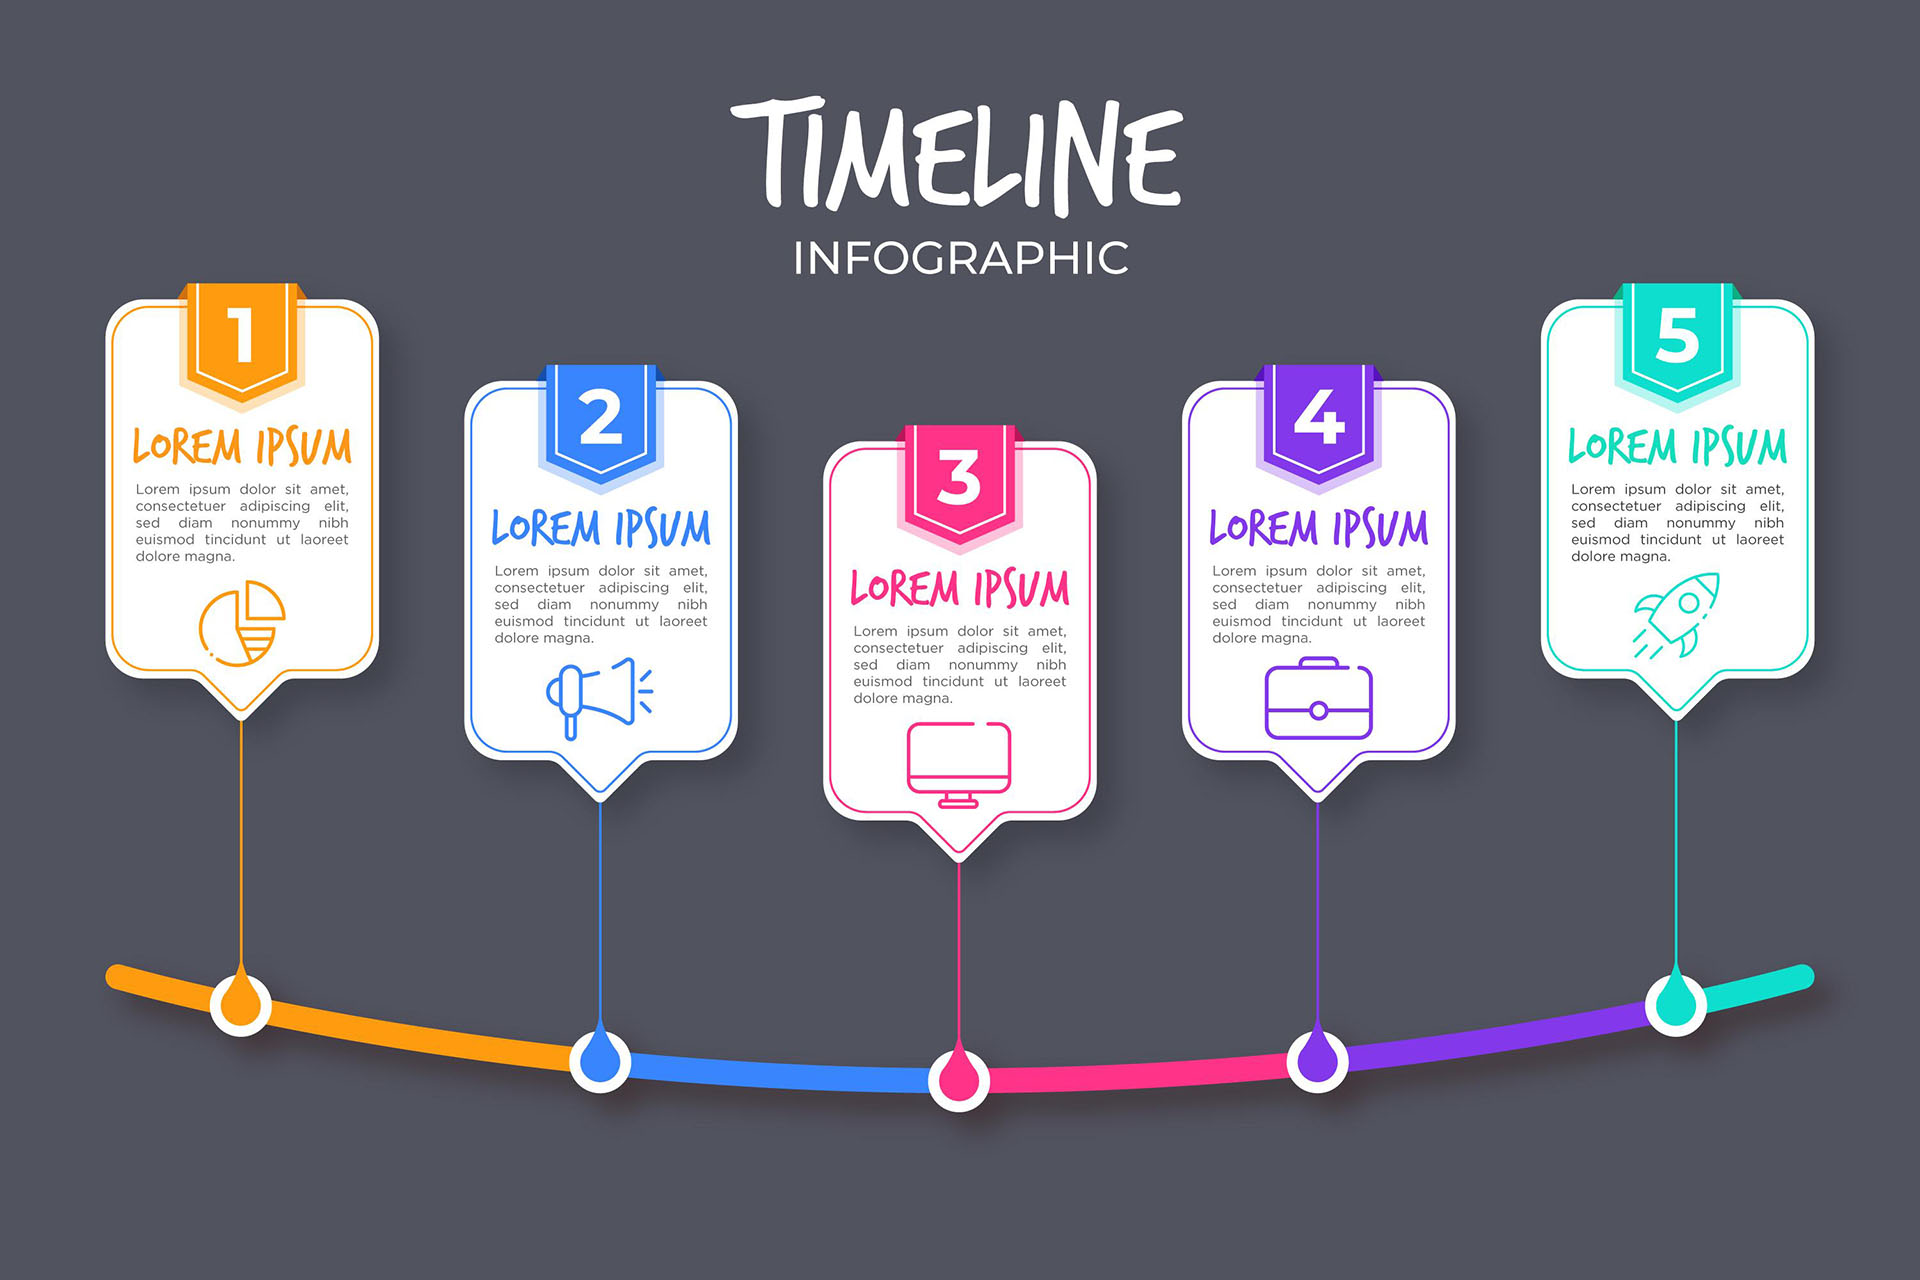 TIMELINE
INFOGRAPHIC
1
LOREM IPSUM
Lorem ipsum dolor sit amet,
consectetuer adipiscing elit,
sed diam nonummy nibh
euismod tincidunt ut laoreet
dolore magna.
2
LOREM IPSUM
Lorem ipsum dolor sit amet,
consectetuer adipiscing elit,
sed diam nonummy nibh
euismod tincidunt ut laoreet
dolore magna.
3
LOREM IPSUM
Lorem ipsum dolor sit amet,
consectetuer adipiscing elit,
sed diam nonummy nibh
euismod tincidunt ut laoreet
dolore magna.
4
LOREM IPSUM
Lorem ipsum dolor sit amet,
consectetuer adipiscing elit,
sed diam nonummy nibh
euismod tincidunt ut laoreet
dolore magna.
5
LOREM IPSUM
Lorem ipsum dolor sit amet,
consectetuer adipiscing elit,
sed diam nonummy nibh
euismod tincidunt ut laoreet
dolore magna.